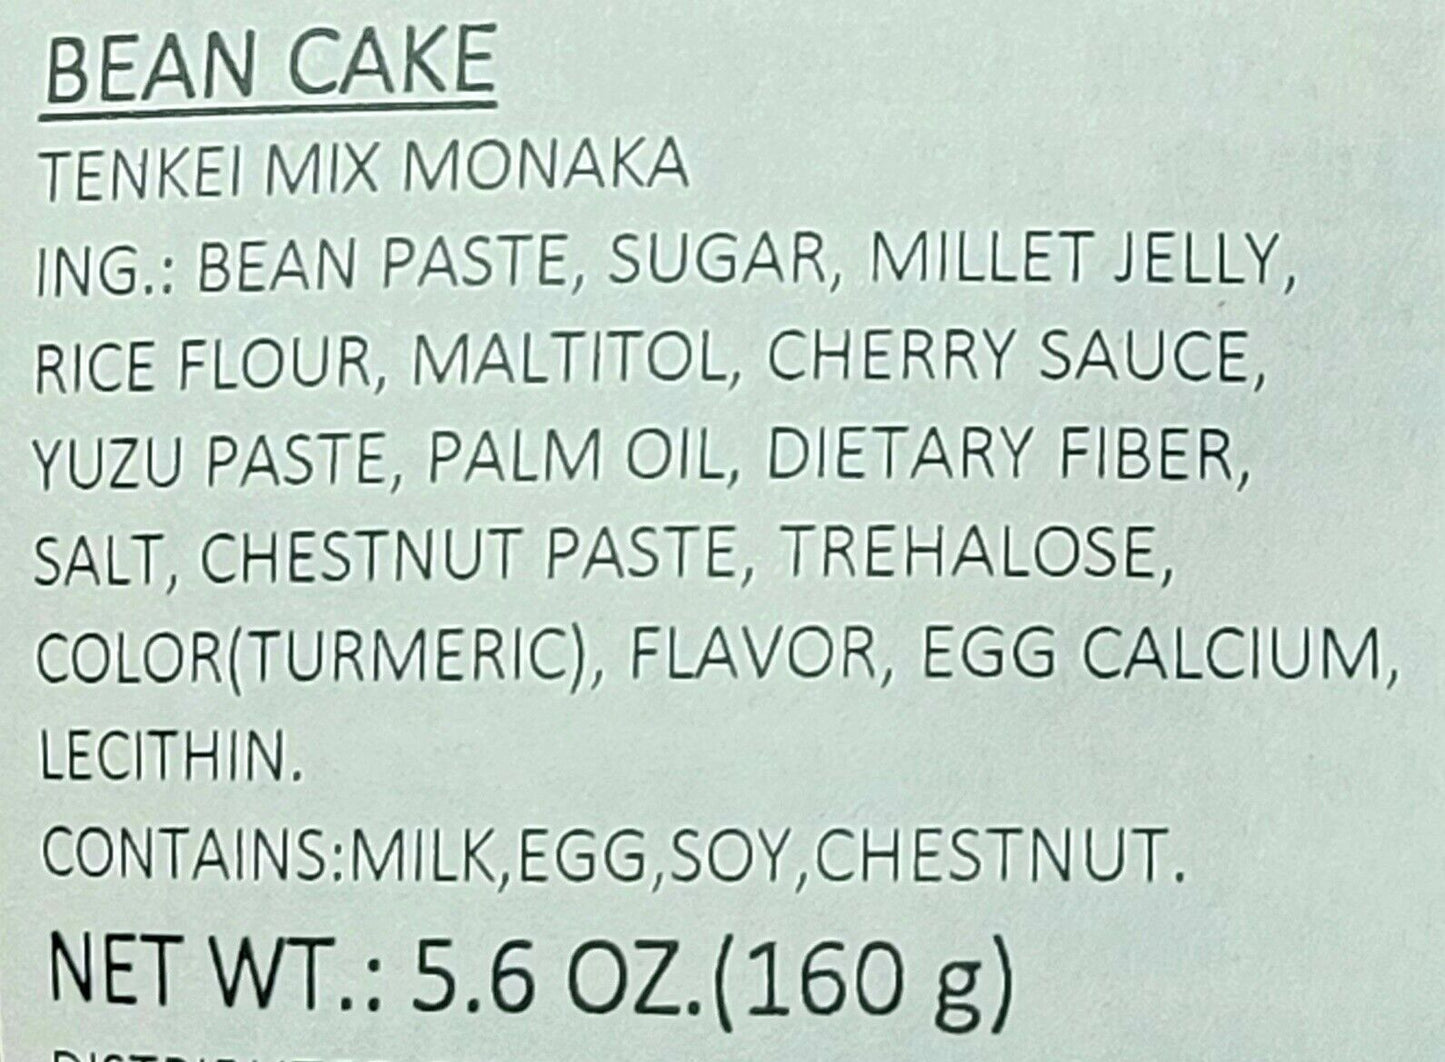 BEAN CAKE
TENKEI MIX MONAKA
ING.: BEAN PASTE, SUGAR, MILLET JELLY,
RICE FLOUR, MALTITOL, CHERRY SAUCE,
YUZU PASTE, PALM OIL, DIETARY FIBER,
SALT, CHESTNUT PASTE, TREHALOSE,
COLOR(TURMERIC), FLAVOR, EGG CALCIUM,
LECITHIN.
CONTAINS:MILK,EGG,SOY,CHESTNUT.
NET WT.: 5.6 OZ.(160 g)